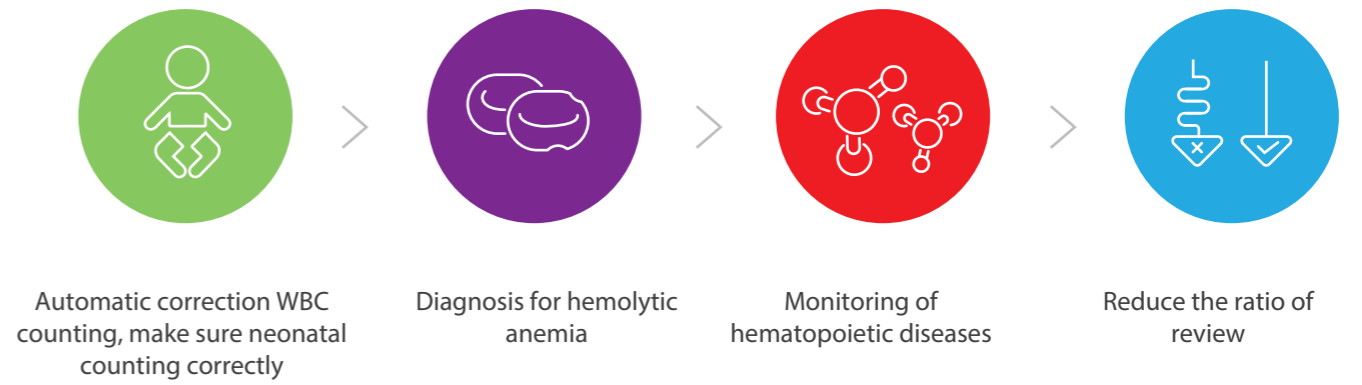 Automatic correction WBC
counting, make sure neonatal
counting correctly
Diagnosis for hemolytic
anemia
Monitoring of
hematopoietic diseases
Reduce the ratio of
review